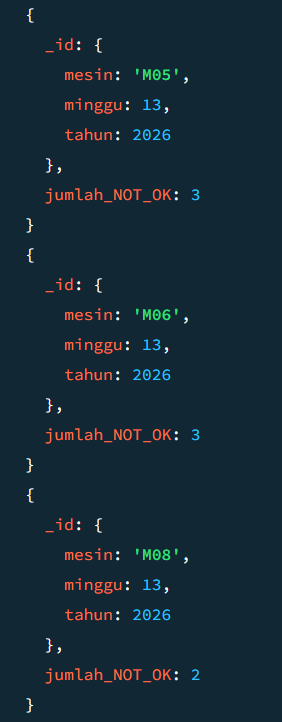 {
  _id: {
    mesin: 'M05',
    minggu: 13,
    tahun: 2026
  },
  jumlah_NOT_OK: 3
}
{
  _id: {
    mesin: 'M06',
    minggu: 13,
    tahun: 2026
  },
  jumlah_NOT_OK: 3
}
{
  _id: {
    mesin: 'M08',
    minggu: 13,
    tahun: 2026
  },
  jumlah_NOT_OK: 2
}